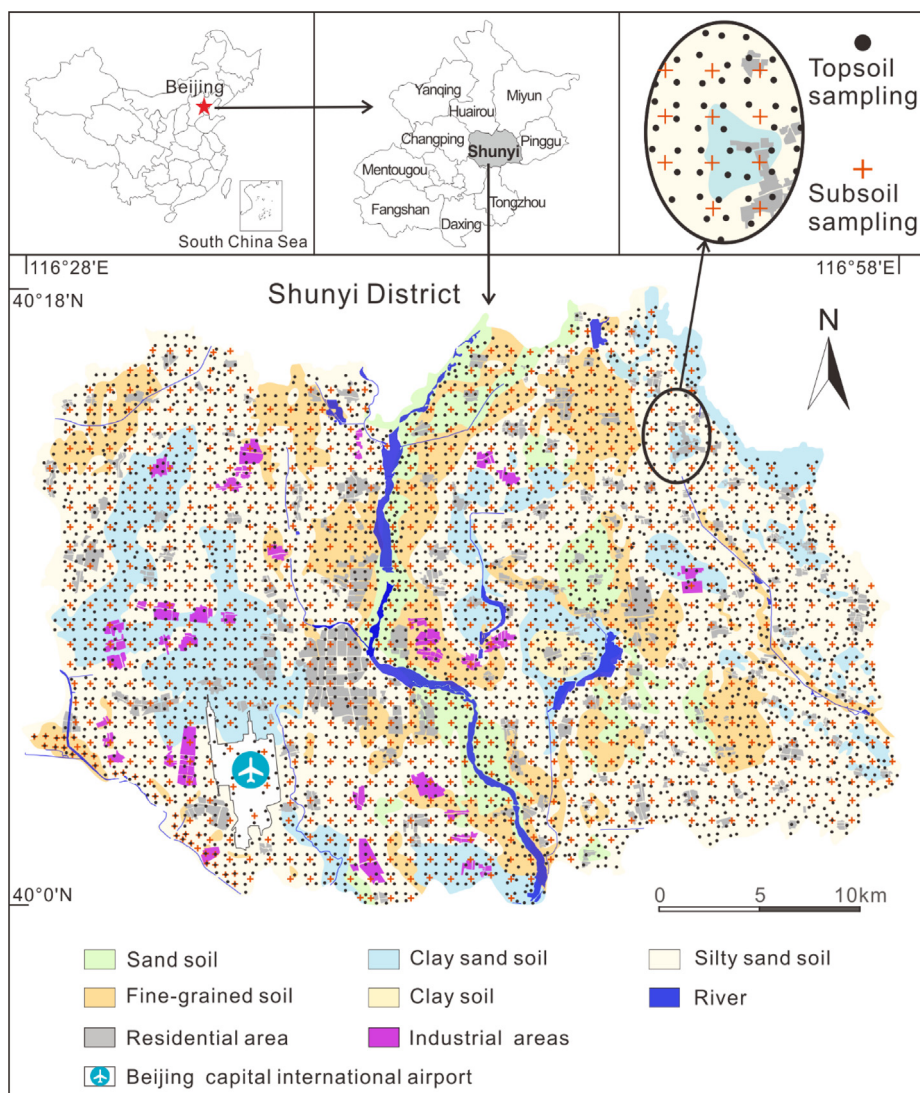 Beijing
South China Sea
Yanqing
Huairou
Miyun
Changping
Shunyi
Pinggu
Mentougou
Fangshan
Daxing
Tongzhou
Topsoil
sampling
Subsoil
sampling
116°28'E
116°58'E
40°18'N
Shunyi District
N
40°0'N
0 5 10km
Sand soil
Clay sand soil
Silty sand soil
Fine-grained soil
Clay soil
River
Residential area
Industrial areas
Beijing capital international airport